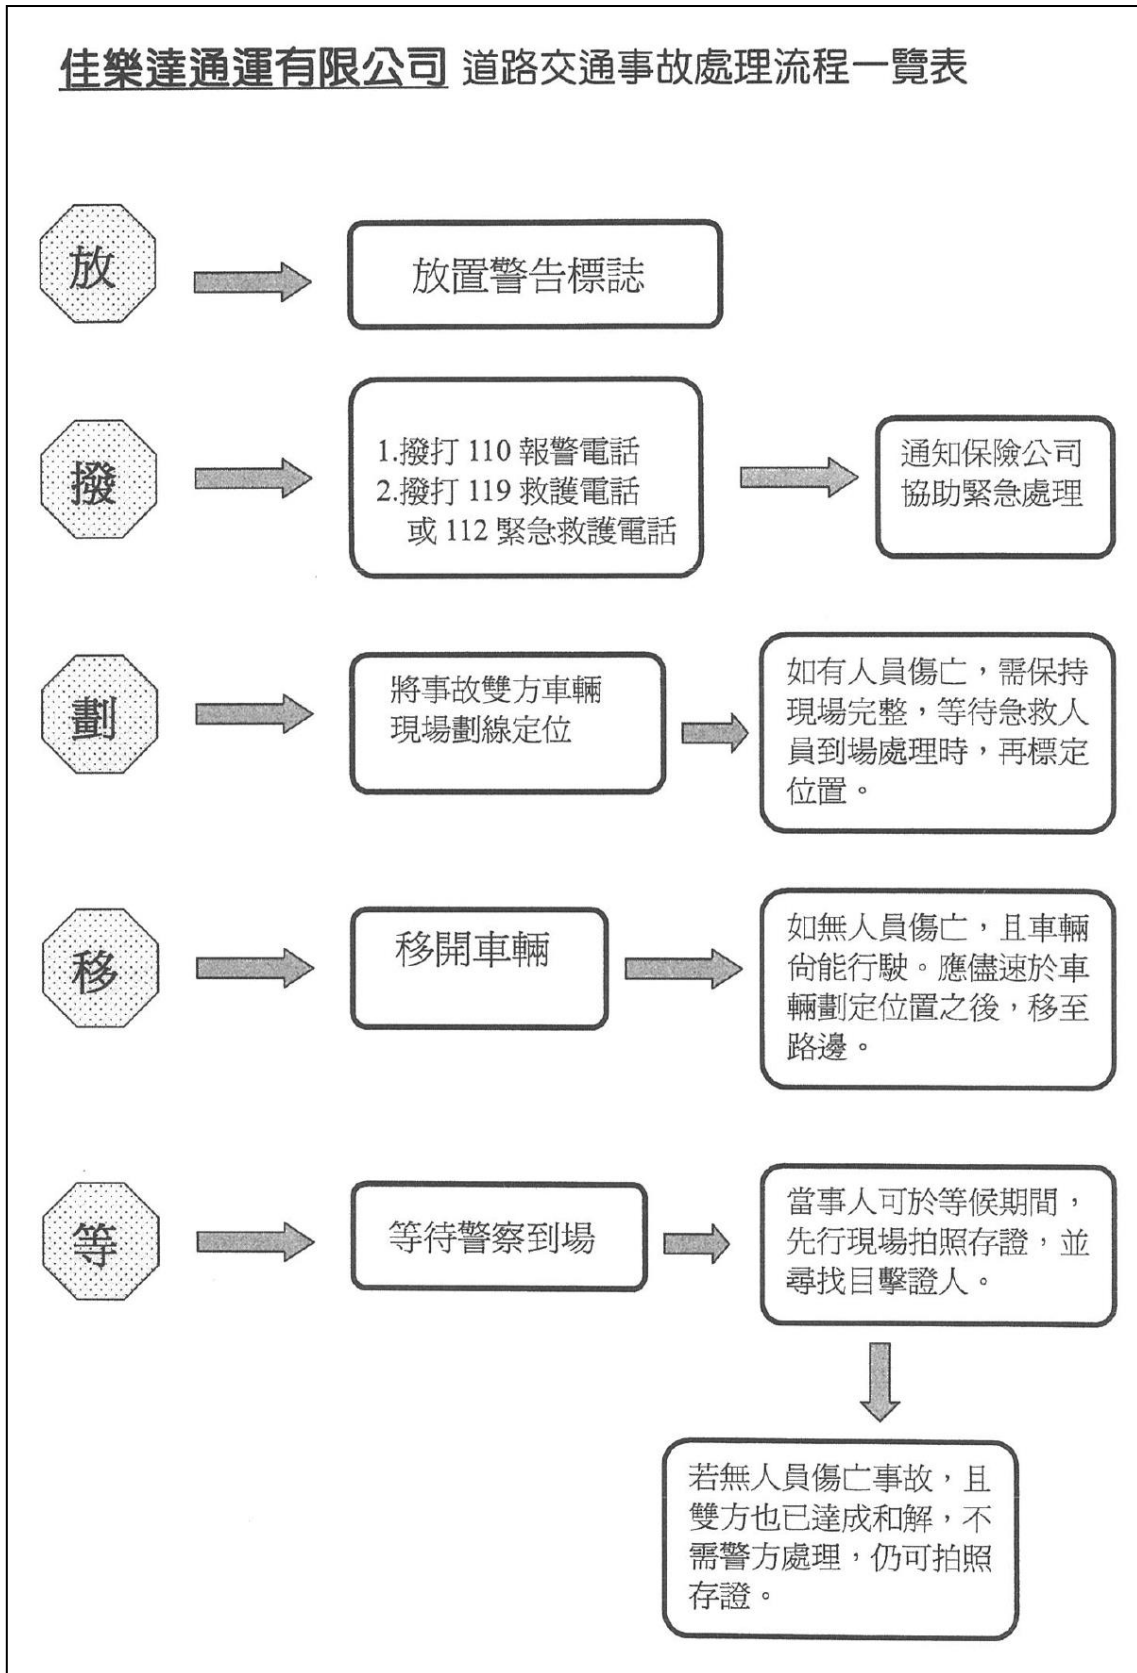 佳樂達通運有限公司 道路交通事故處理流程一覽表
放
放置警告標誌
撥
1.撥打 110 報警電話
2.撥打 119 救護電話
或 112 緊急救護電話
通知保險公司
協助緊急處理
劃
將事故雙方車輛
現場劃線定位
如有人員傷亡，需保持
現場完整，等待急救人
員到場處理時，再標定
位置。
移
移開車輛
如無人員傷亡，且車輛
尚能行駛。應儘速於車
輛劃定位置之後，移至
路邊。
等
等待警察到場
當事人可於等候期間，
先行現場拍照存證，並
尋找目擊證人。
若無人員傷亡事故，且
雙方也已達成和解，不
需警方處理，仍可拍照
存證。